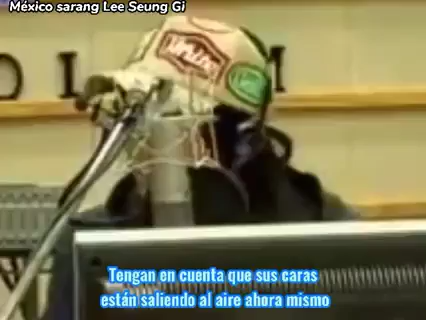 México sarang Lee Seung Gi
Tengan en cuenta que sus caras
están saliendo al aire ahora mismo